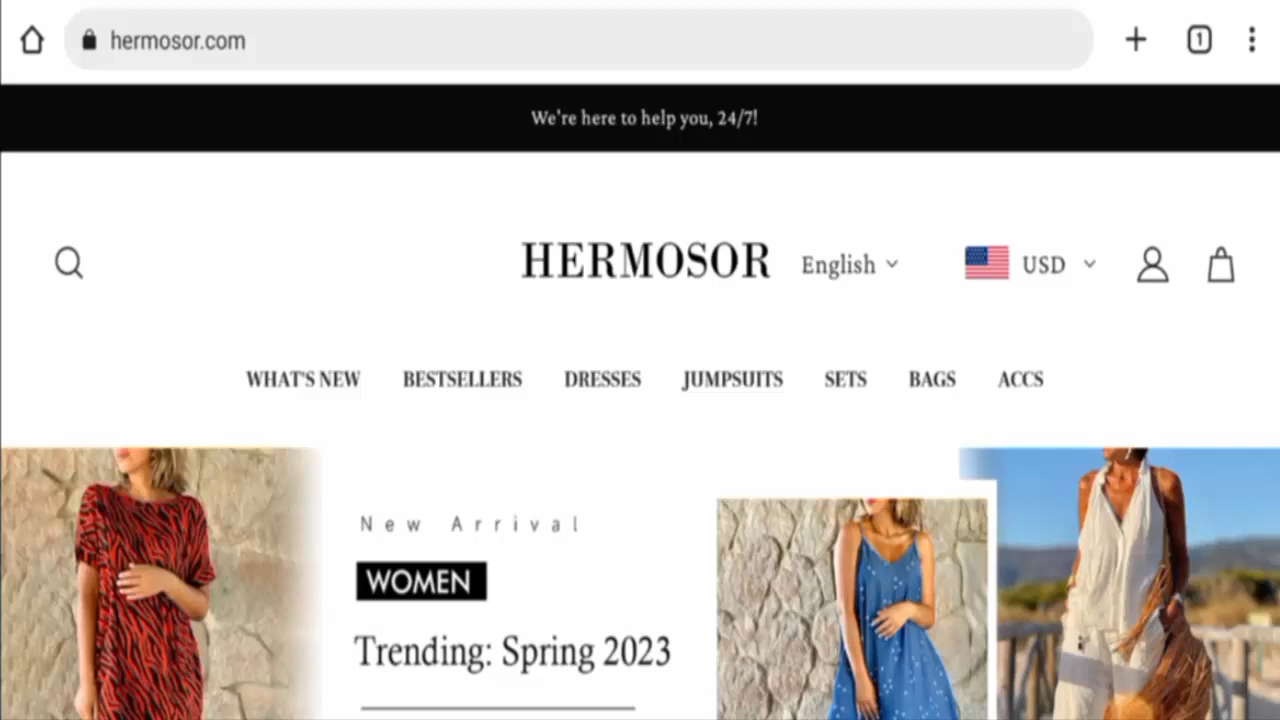 hermosor.com
1
We're here to help you, 24/7!
HERMOSOR
English
USD
WHAT'S NEW BESTSELLERS DRESSES JUMPSUITS SETS BAGS ACCS
New Arrival
WOMEN
Trending: Spring 2023